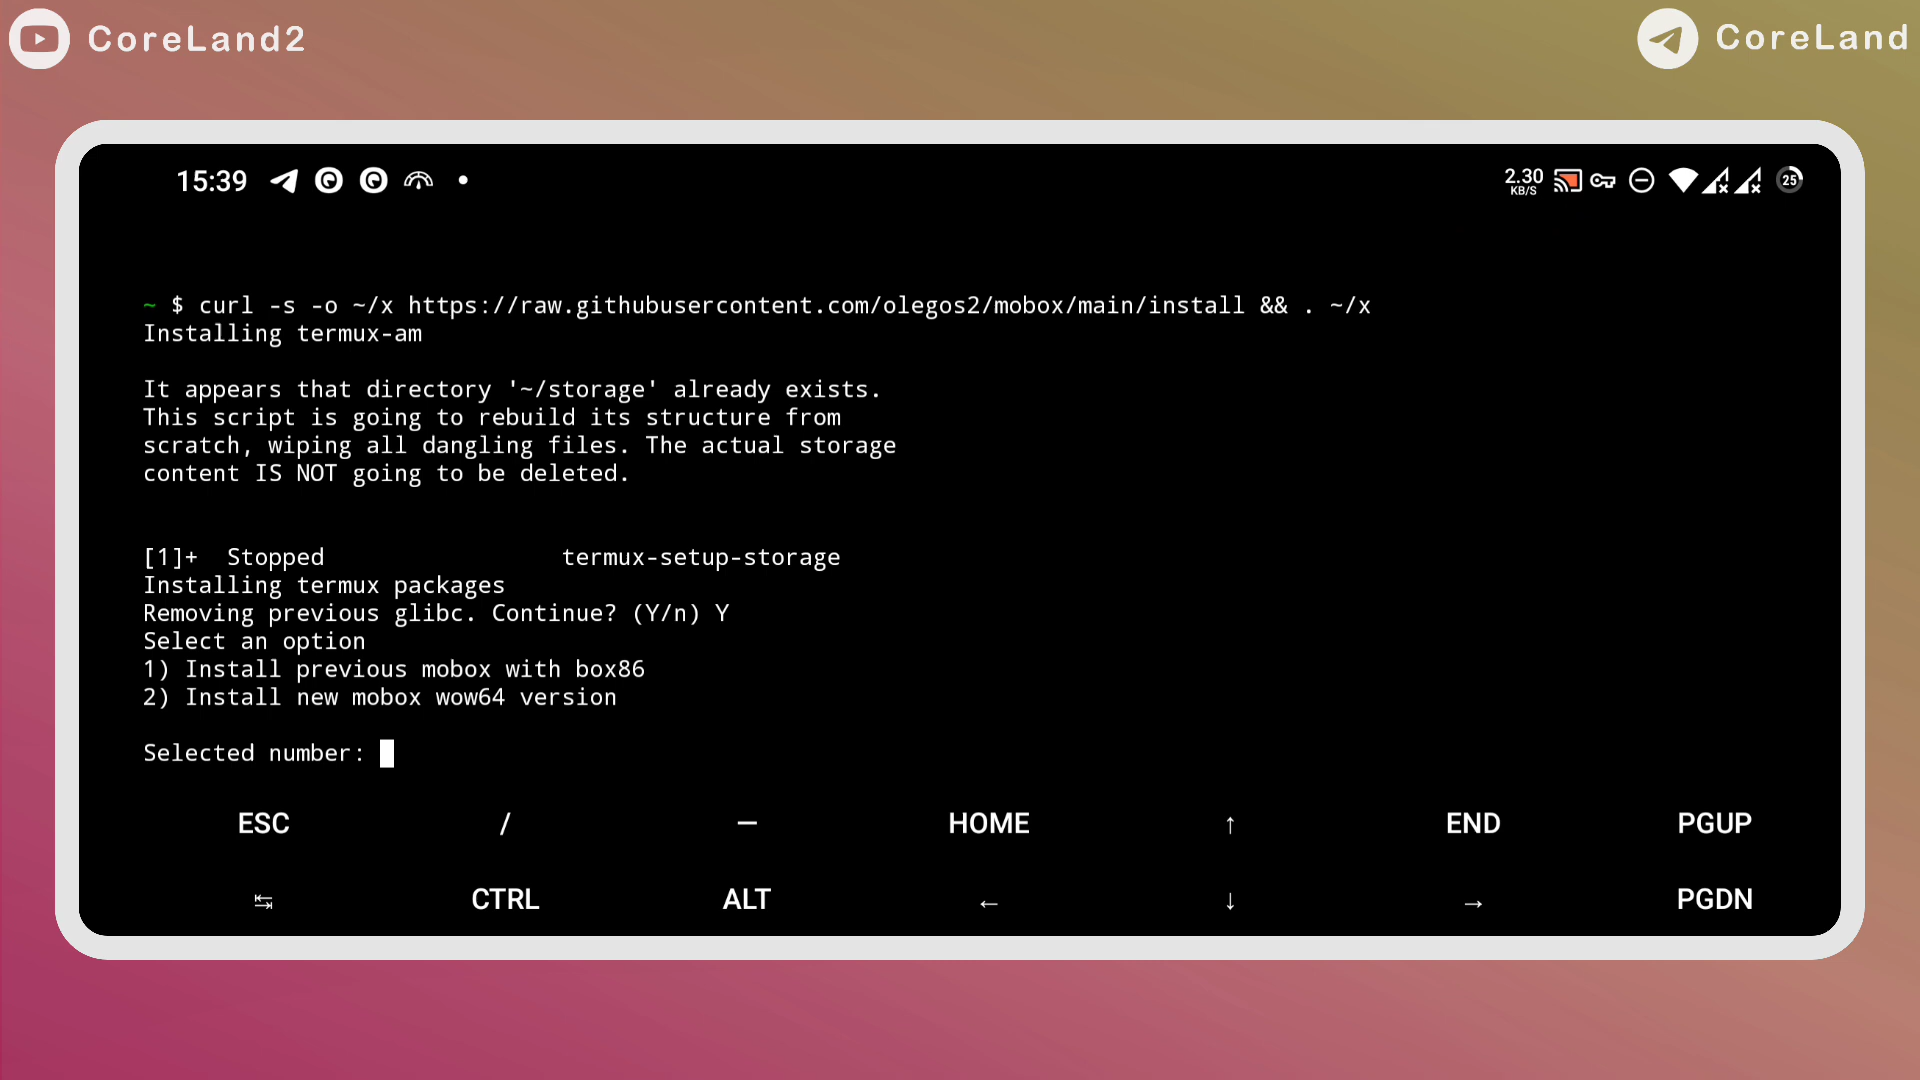 CoreLand2
CoreLand
15:39
2.30
KB/S
25
~ $ curl -s -o ~/x https://raw.githubusercontent.com/olegos2/mobox/main/install && . ~/x
Installing termux-am
It appears that directory '~/storage' already exists.
This script is going to rebuild its structure from
scratch, wiping all dangling files. The actual storage
content IS NOT going to be deleted.
[1]+  Stopped                 termux-setup-storage
Installing termux packages
Removing previous glibc. Continue? (Y/n) Y
Select an option
1) Install previous mobox with box86
2) Install new mobox wow64 version
Selected number:
ESC / — HOME ↑ END PGUP
↹ CTRL ALT ← ↓ → PGDN